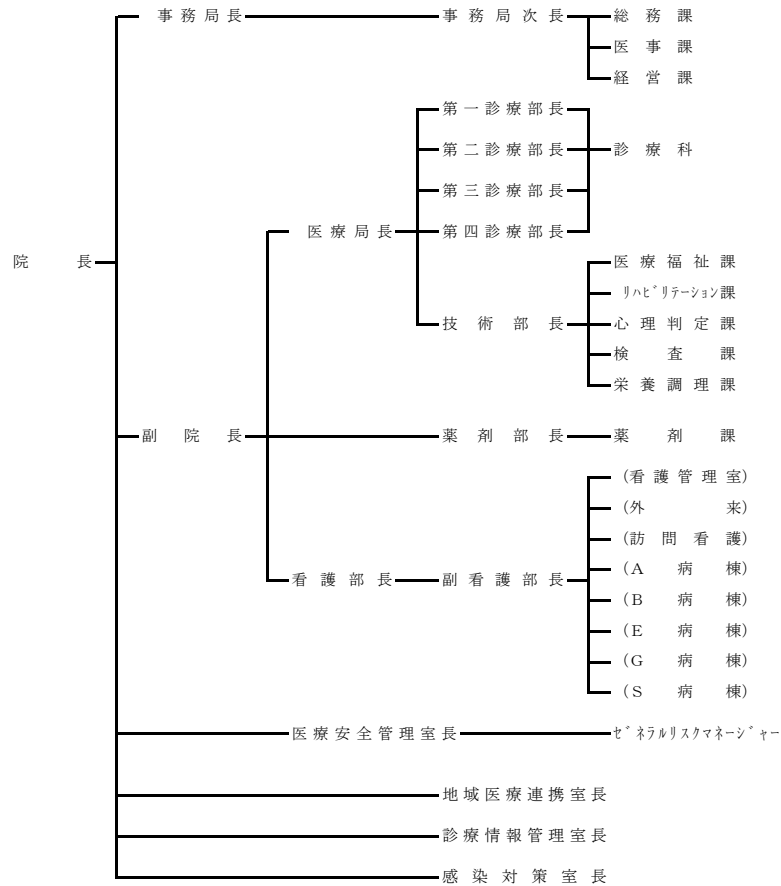 事務局長 事務局次長 総務課
医事課
経営課
第一診療部長
第二診療部長 診療科
第三診療部長
医療局長 第四診療部長
院長 医療福祉課
ﾘﾊﾋﾞﾘﾃｰｼｮﾝ課
技術部長 心理判定課
検査課
栄養調理課
副院長 薬剤部長 薬剤課
(看護管理室)
(外来)
(訪問看護)
(A病棟)
看護部長 副看護部長
(B病棟)
(E病棟)
(G病棟)
(S病棟)
医療安全管理室長 ｾﾞﾈﾗﾙﾘｽｸﾏﾈｰｼﾞｬｰ
地域医療連携室長
診療情報管理室長
感染対策室長